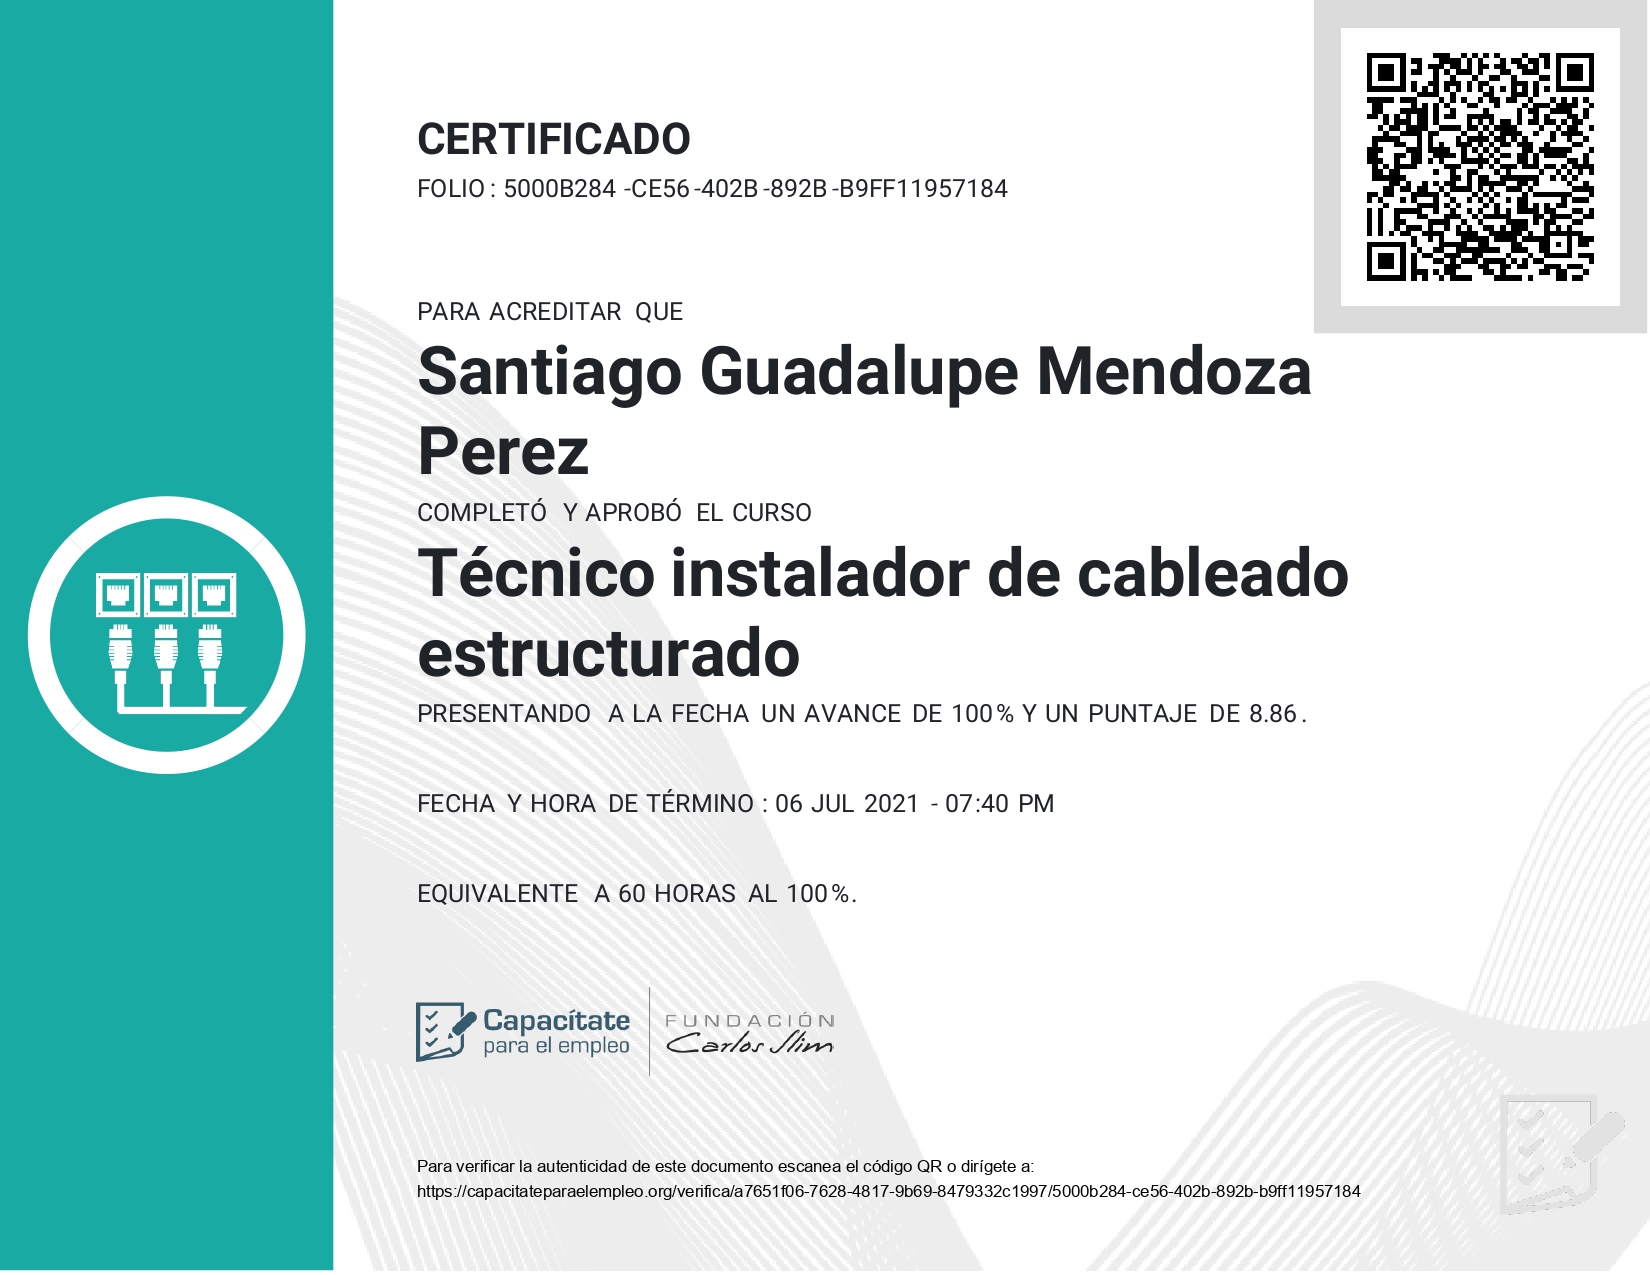 CERTIFICADO
FOLIO : 5000B284 -CE56 -402B -892B -B9FF11957184
PARA ACREDITAR QUE
Santiago Guadalupe Mendoza
Perez
COMPLETÓ Y APROBÓ EL CURSO
Técnico instalador de cableado
estructurado
PRESENTANDO A LA FECHA UN AVANCE DE 100 % Y UN PUNTAJE DE 8.86 .
FECHA Y HORA DE TÉRMINO : 06 JUL 2021 - 07:40 PM
EQUIVALENTE A 60 HORAS AL 100 %.
Capacítate
para el empleo
FUNDACIÓN
Carlos Slim
Para verificar la autenticidad de este documento escanea el código QR o dirígete a:
https://capacitateparaelempleo.org/verifica/a7651f06-7628-4817-9b69-8479332c1997/5000b284-ce56-402b-892b-b9ff11957184